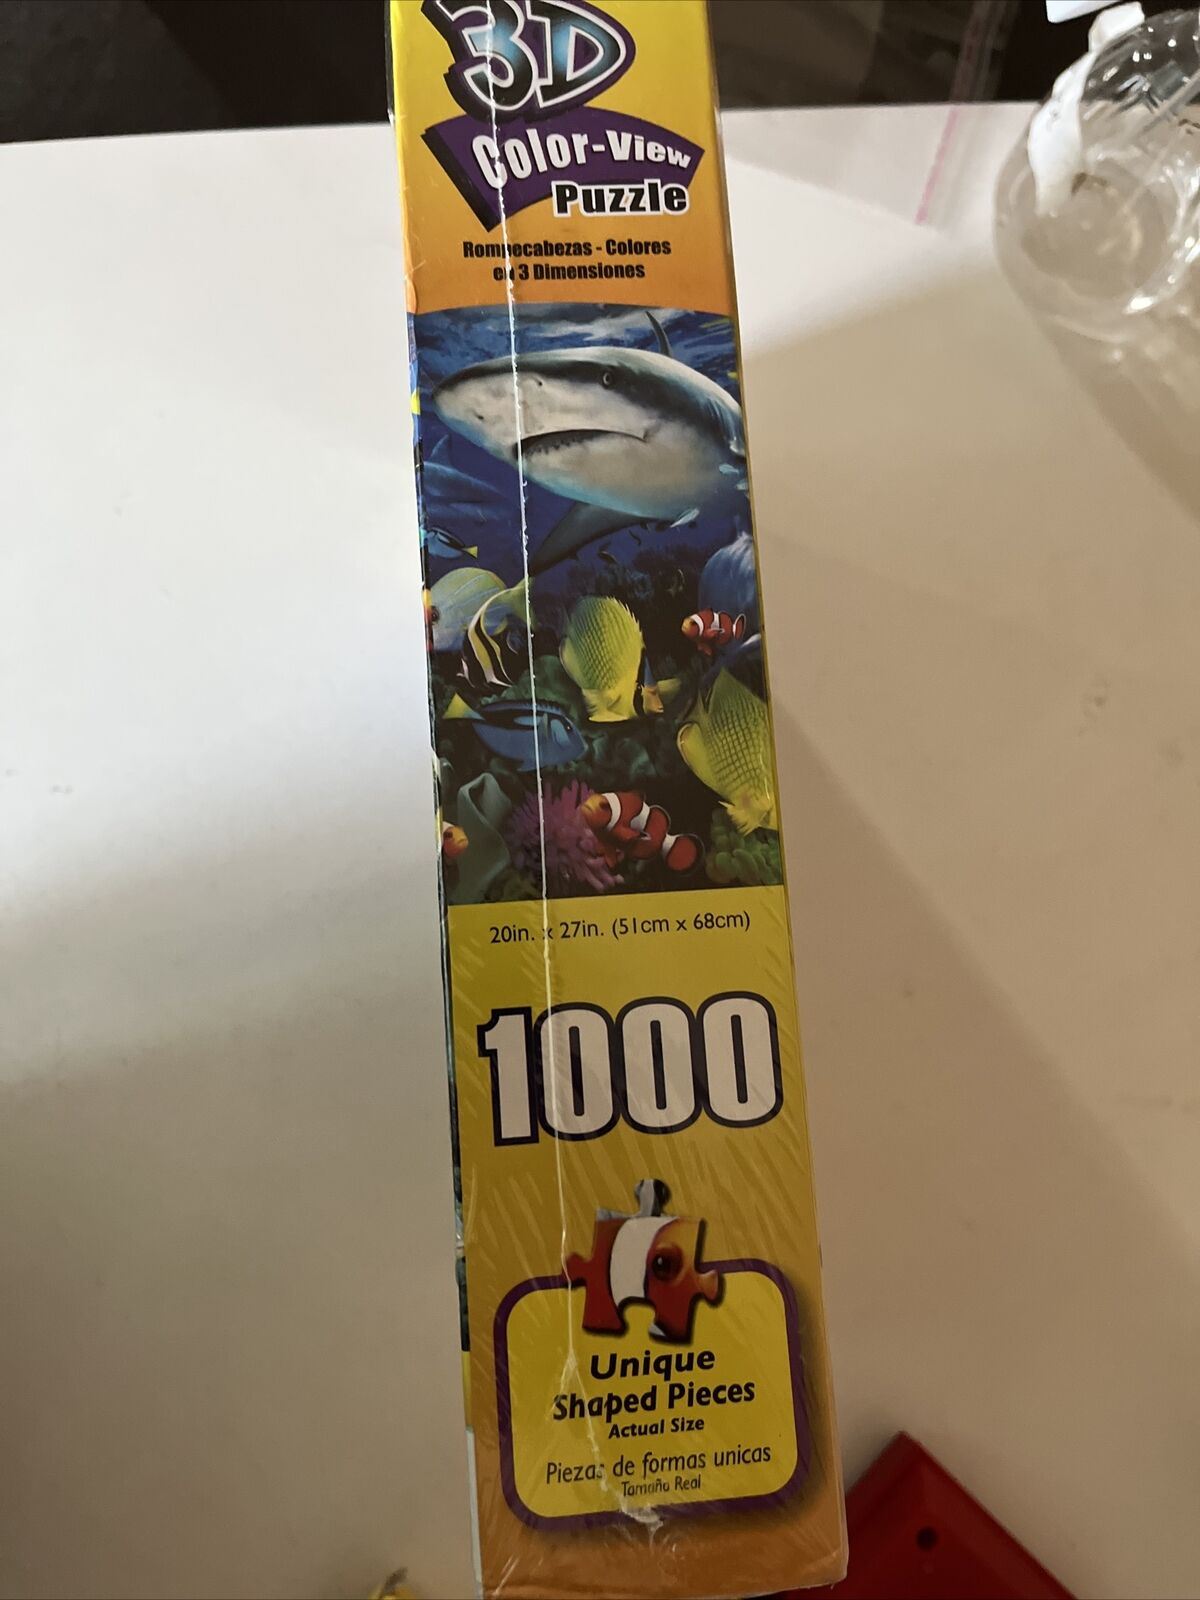 3D
Color-View
Puzzle
Rompecabezas - Colores
en 3 Dimensiones
20in. x 27in. (51cm x 68cm)
1000
Unique
Shaped Pieces
Actual Size
Piezas de formas unicas
Tamaño Real